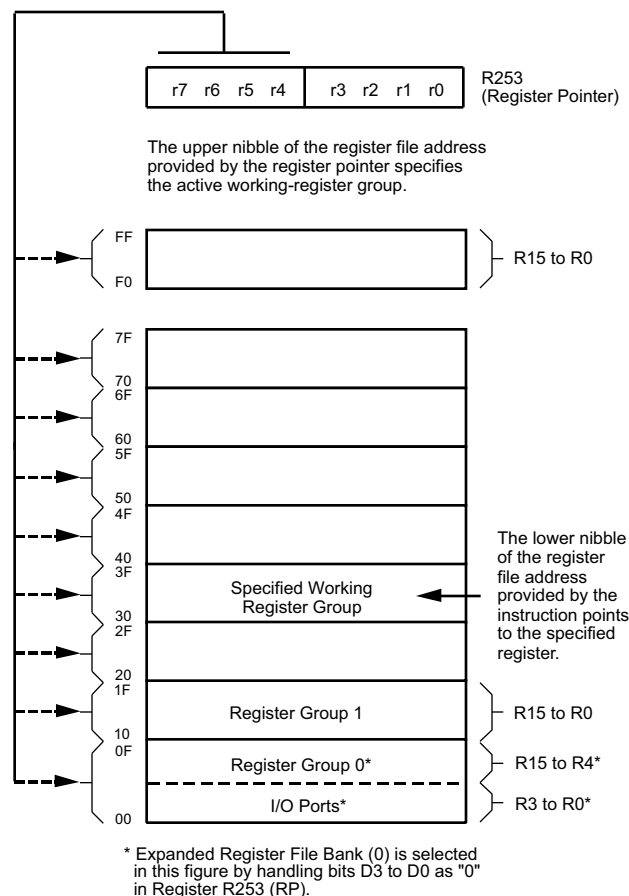 r7 r6 r5 r4 r3 r2 r1 r0
R253
(Register Pointer)
The upper nibble of the register file address
provided by the register pointer specifies
the active working-register group.
FF
F0
R15 to R0
7F
70
6F
60
5F
50
4F
40
3F
Specified Working
Register Group
30
2F
The lower nibble
of the register
file address
provided by the
instruction points
to the specified
register.
20
1F
Register Group 1
R15 to R0
10
0F
Register Group 0*
R15 to R4*
I/O Ports*
R3 to R0*
00
* Expanded Register File Bank (0) is selected
in this figure by handling bits D3 to D0 as "0"
in Register R253 (RP).